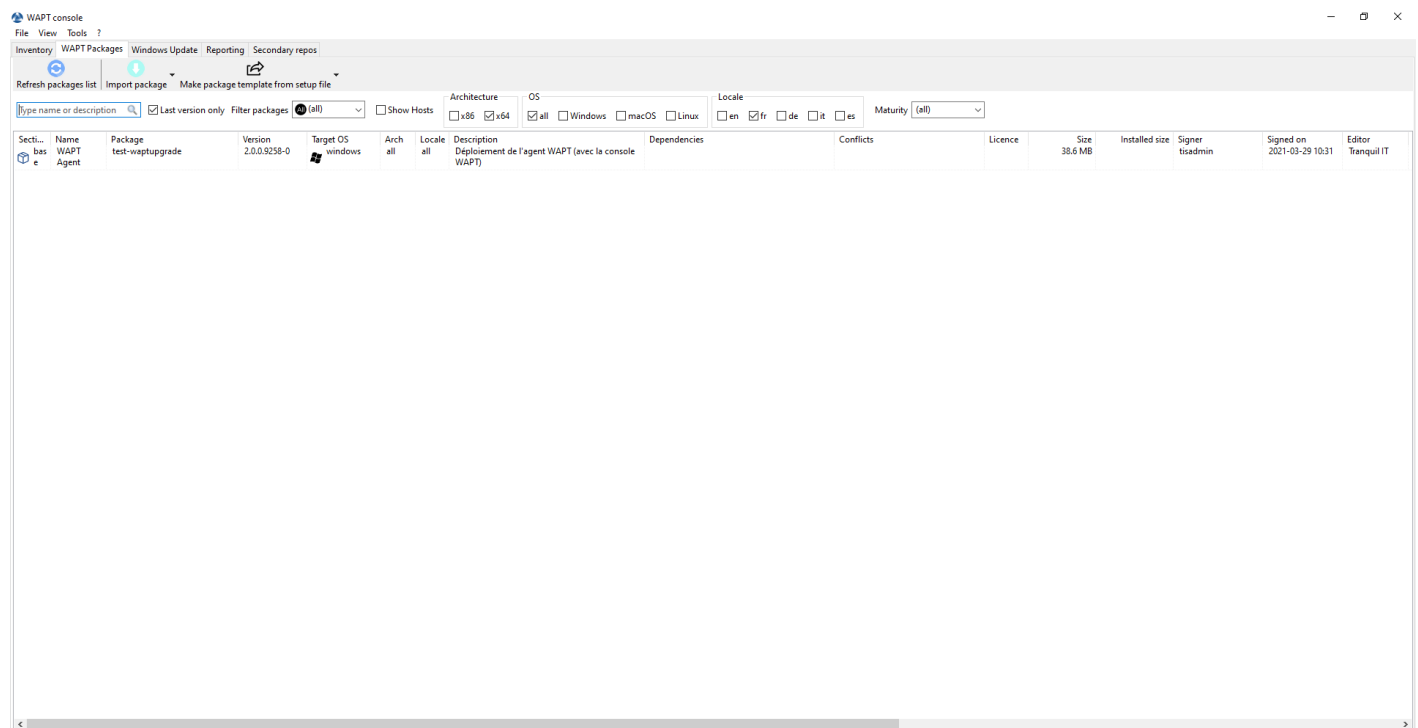 WAPT console
File View Tools ?
Inventory WAPT Packages Windows Update Reporting Secondary repos
Refresh packages list Import package Make package template from setup file
Architecture OS Locale
Type name or description Last version only Filter packages All (all) Show Hosts x86 x64 all Windows macOS Linux en fr de it es Maturity (all)
Secti... Name Package Version Target OS Arch Locale Description Dependencies Conflicts Licence Size Installed size Signer Signed on Editor
bas WAPT test-waptupgrade 2.0.0.9258-0 windows all all Déploiement de l'agent WAPT (avec la console 38.6 MB tisadmin 2021-03-29 10:31 Tranquil IT
e Agent WAPT)